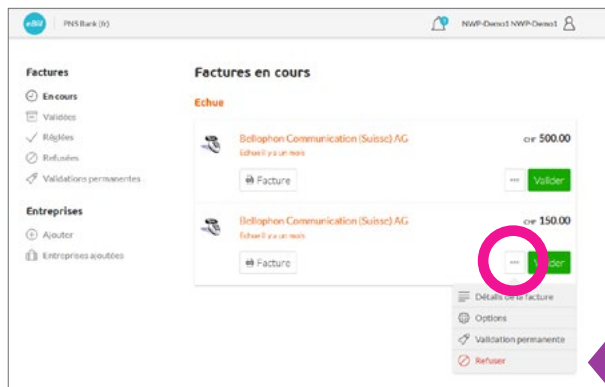 eBill
PNS Bank (fr)
NWP-Demo1 NWP-Demo1
Factures
En cours
Validées
Réglées
Refusées
Validations permanentes
Entreprises
Ajouter
Entreprises ajoutées
Factures en cours
Echue
Bellophon Communication (Suisse) AG
CHF 500.00
Echue il y a un mois
Facture
Valider
Bellophon Communication (Suisse) AG
CHF 150.00
Echue il y a un mois
Facture
Valider
Détails de la facture
Options
Validation permanente
Refuser